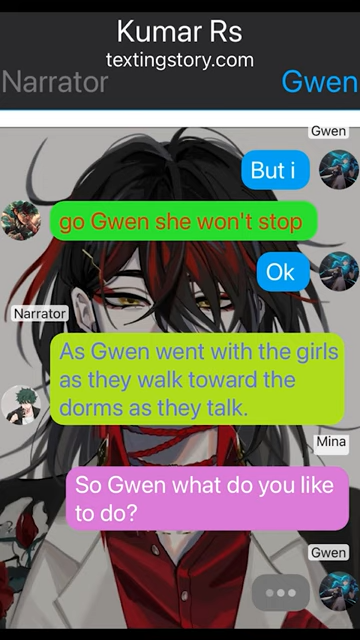 Kumar Rs
textingstory.com
Narrator
Gwen
Gwen
But i
go Gwen she won't stop
Ok
Narrator
As Gwen went with the girls
as they walk toward the
dorms as they talk.
Mina
So Gwen what do you like
to do?
Gwen